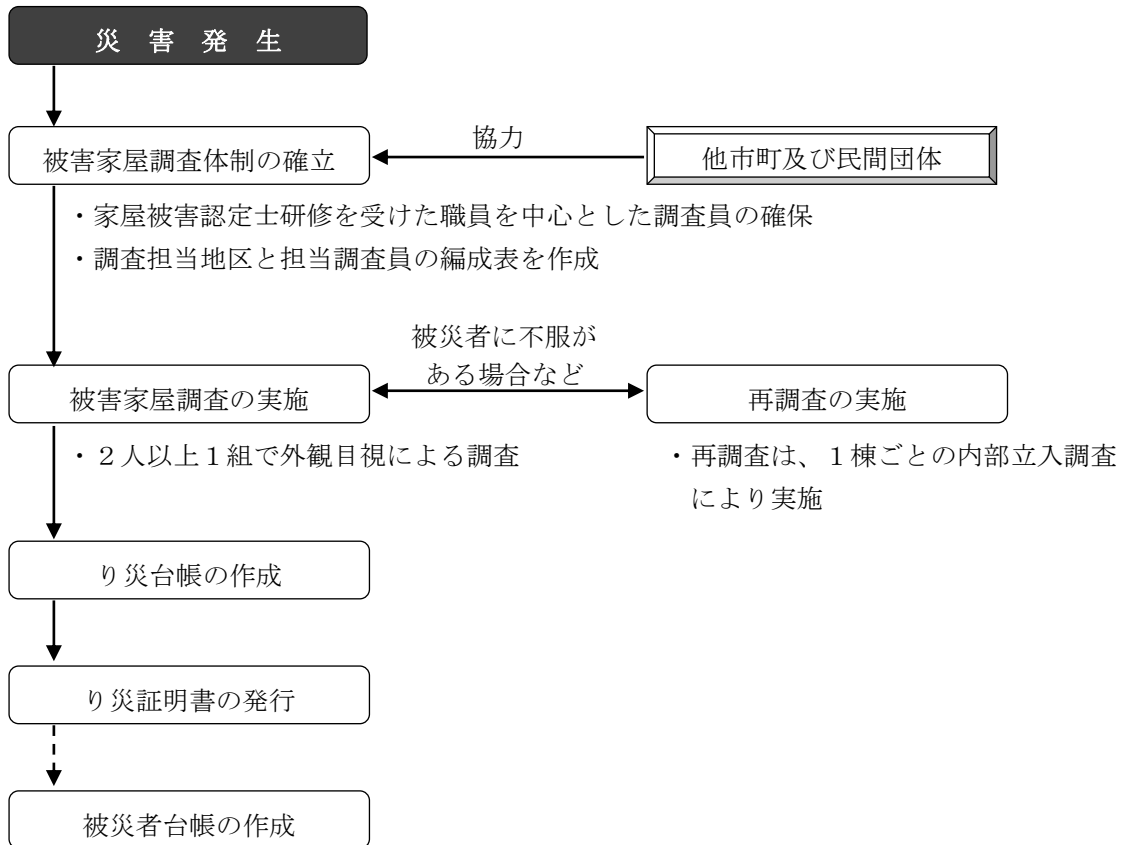 災 害 発 生
協力
被害家屋調査体制の確立
他市町及び民間団体
・家屋被害認定士研修を受けた職員を中心とした調査員の確保
・調査担当地区と担当調査員の編成表を作成
被災者に不服が
ある場合など
被害家屋調査の実施
再調査の実施
・２人以上１組で外観目視による調査
・再調査は、１棟ごとの内部立入調査
により実施
り災台帳の作成
り災証明書の発行
被災者台帳の作成